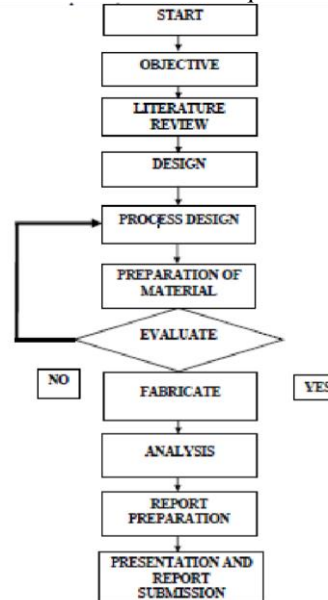 START
OBJECTIVE
LITERATURE
REVIEW
DESIGN
PROCESS DESIGN
PREPARATION OF
MATERIAL
EVALUATE
NO
YES
FABRICATE
ANALYSIS
REPORT
PREPARATION
PRESENTATION AND
REPORT
SUBMISSION